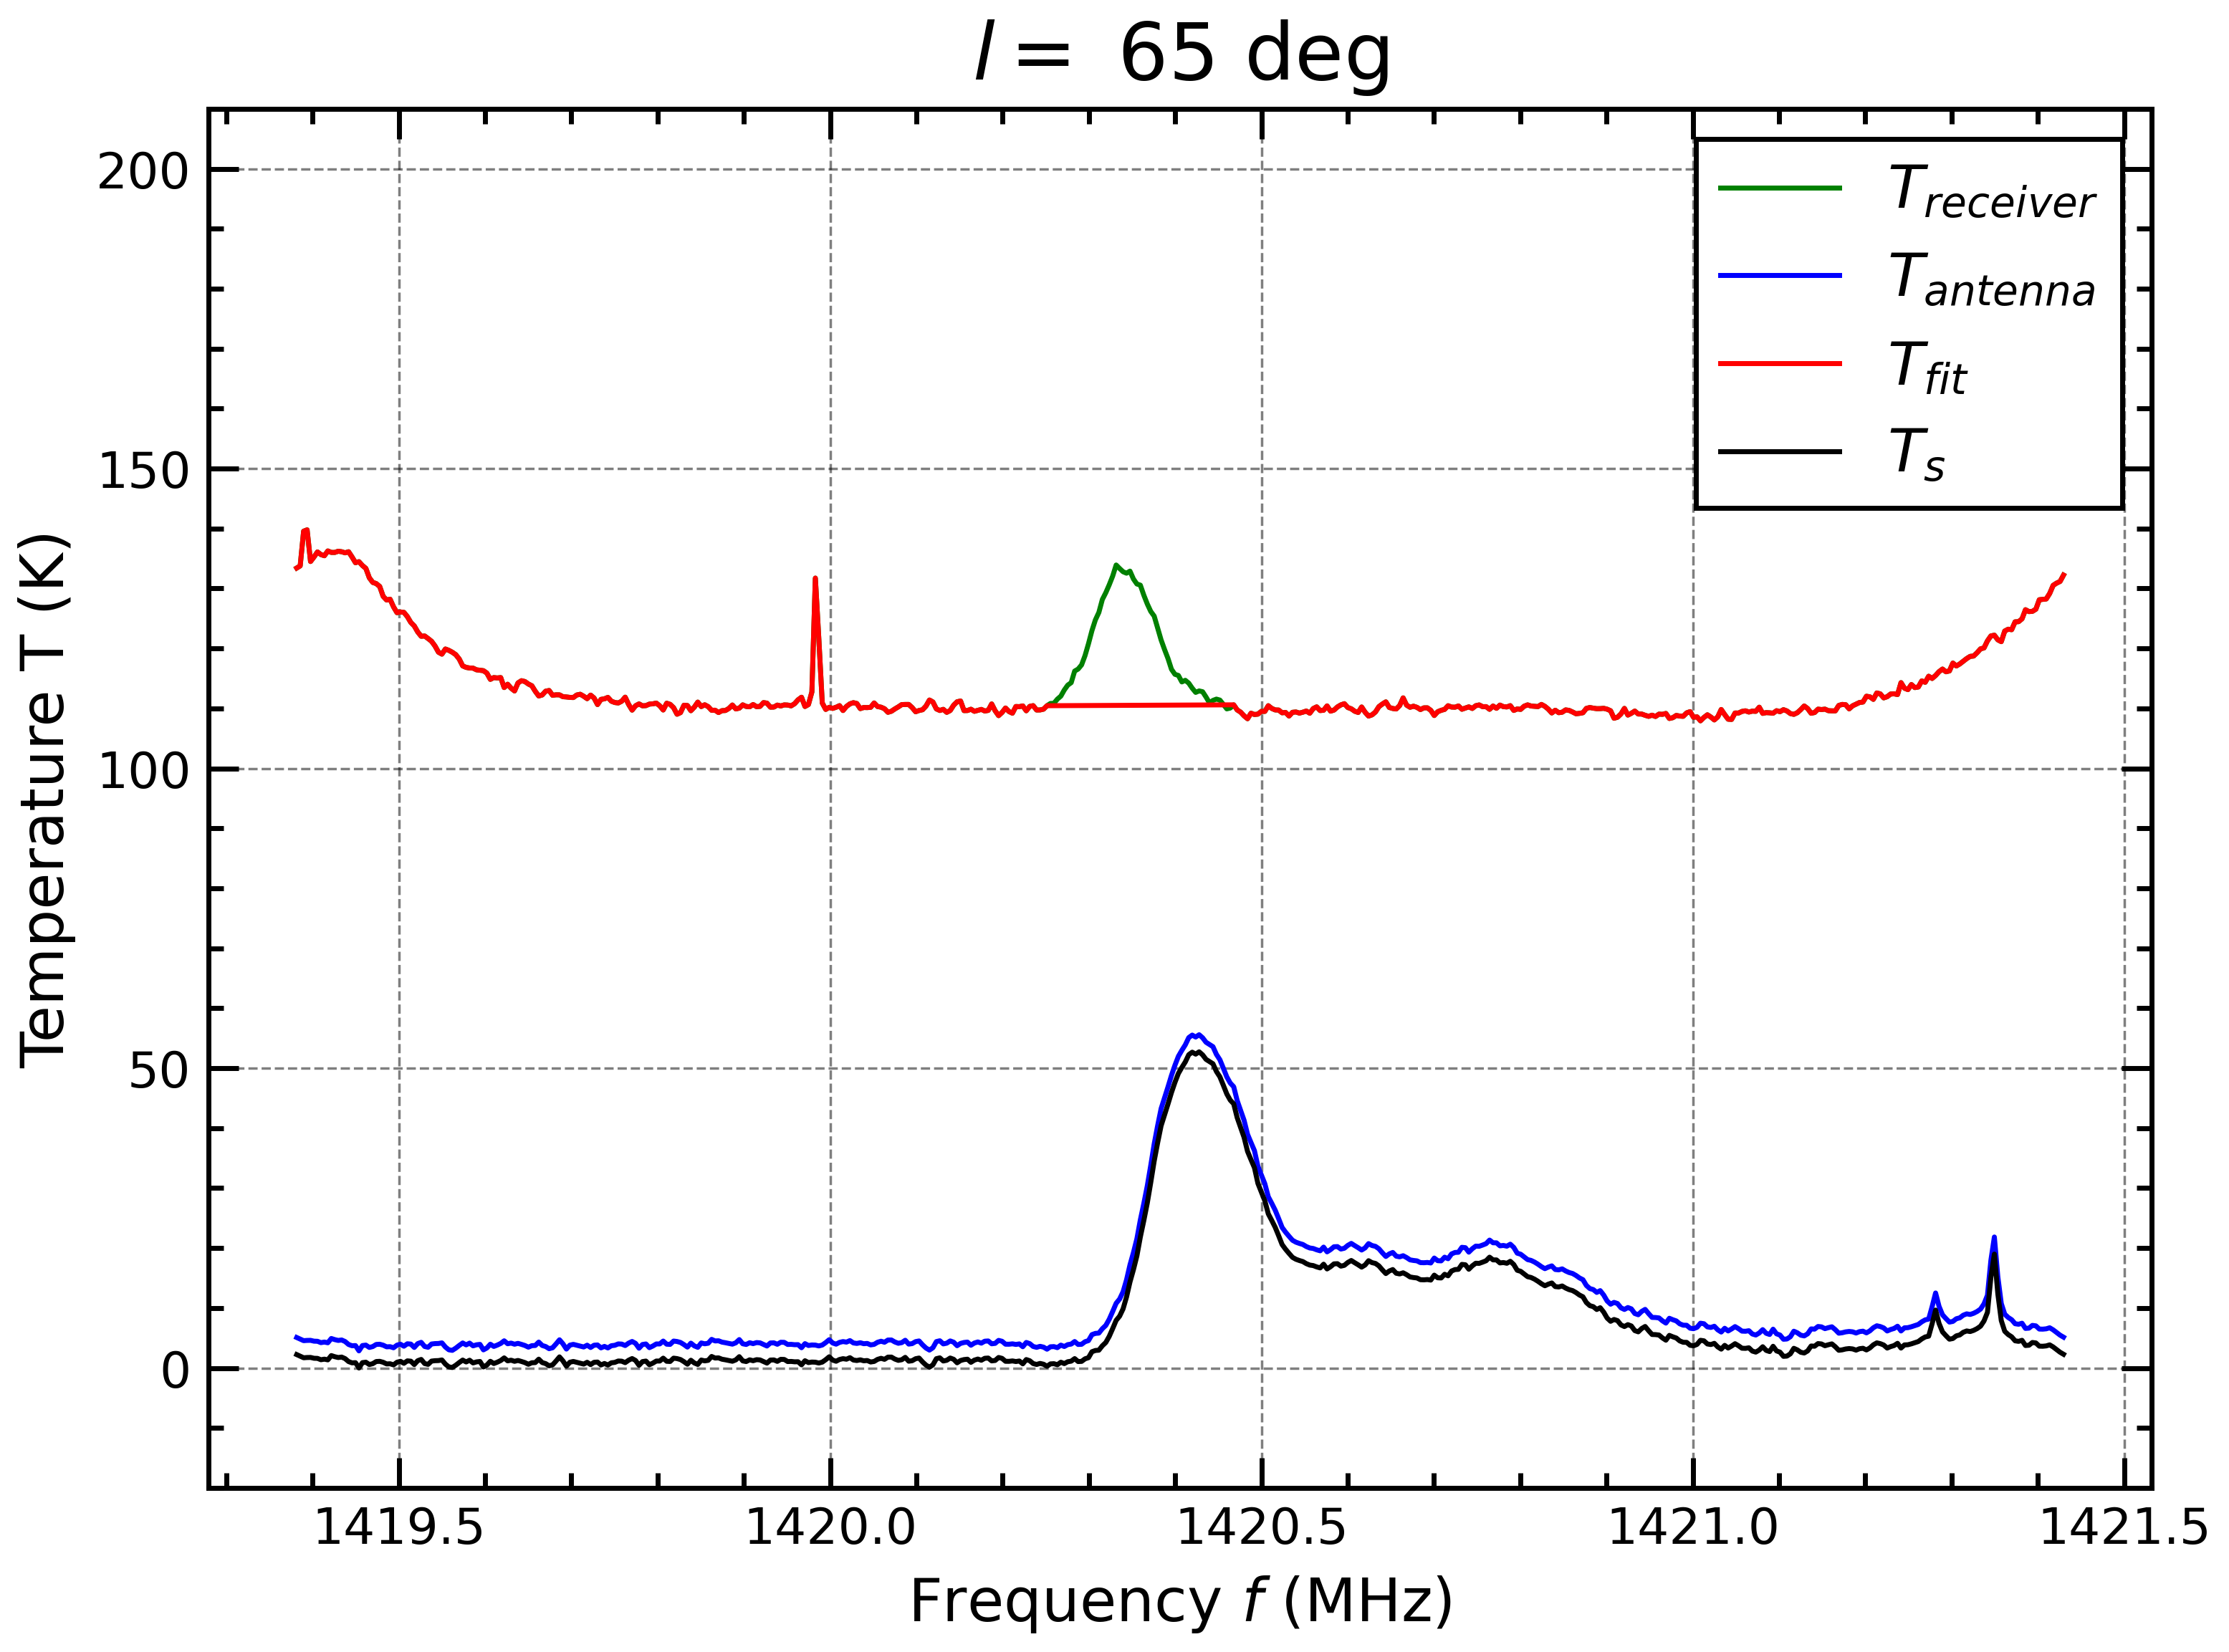 l = 65 deg
T_receiver
T_antenna
T_fit
T_s
200
150
100
50
0
Temperature T (K)
1419.5 1420.0 1420.5 1421.0 1421.5
Frequency f (MHz)